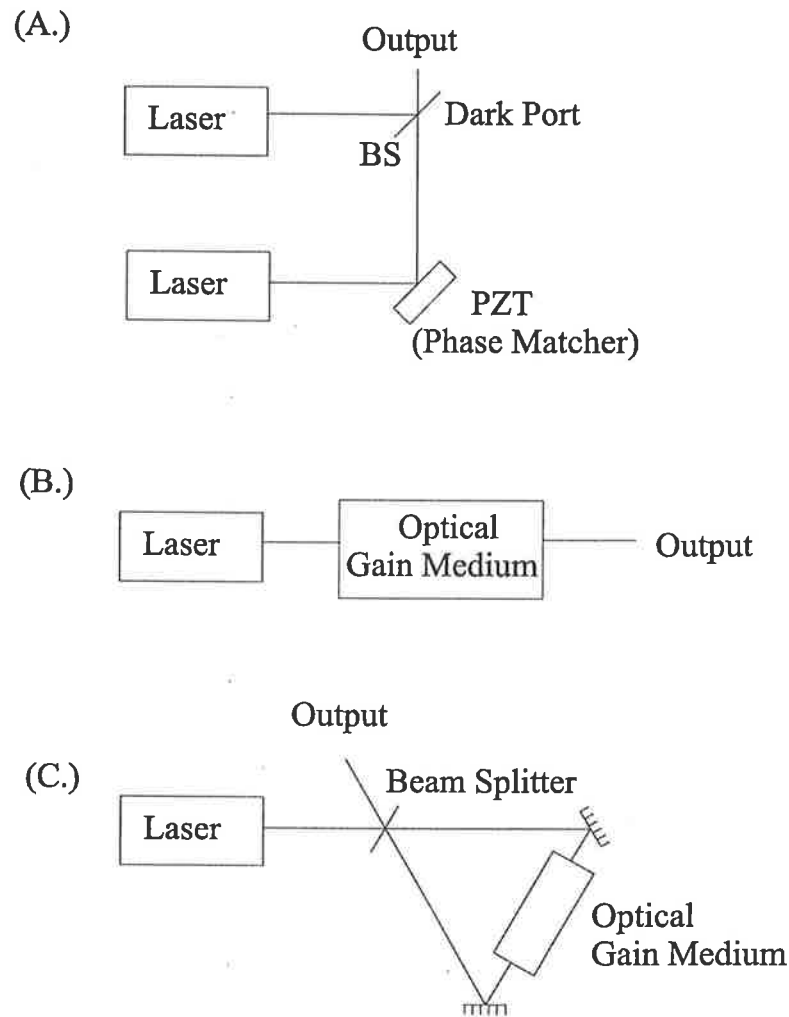 (A.)
Output
Laser
Dark Port
BS
Laser
PZT
(Phase Matcher)
(B.)
Laser
Optical
Gain Medium
Output
Output
(C.)
Beam Splitter
Laser
Optical
Gain Medium